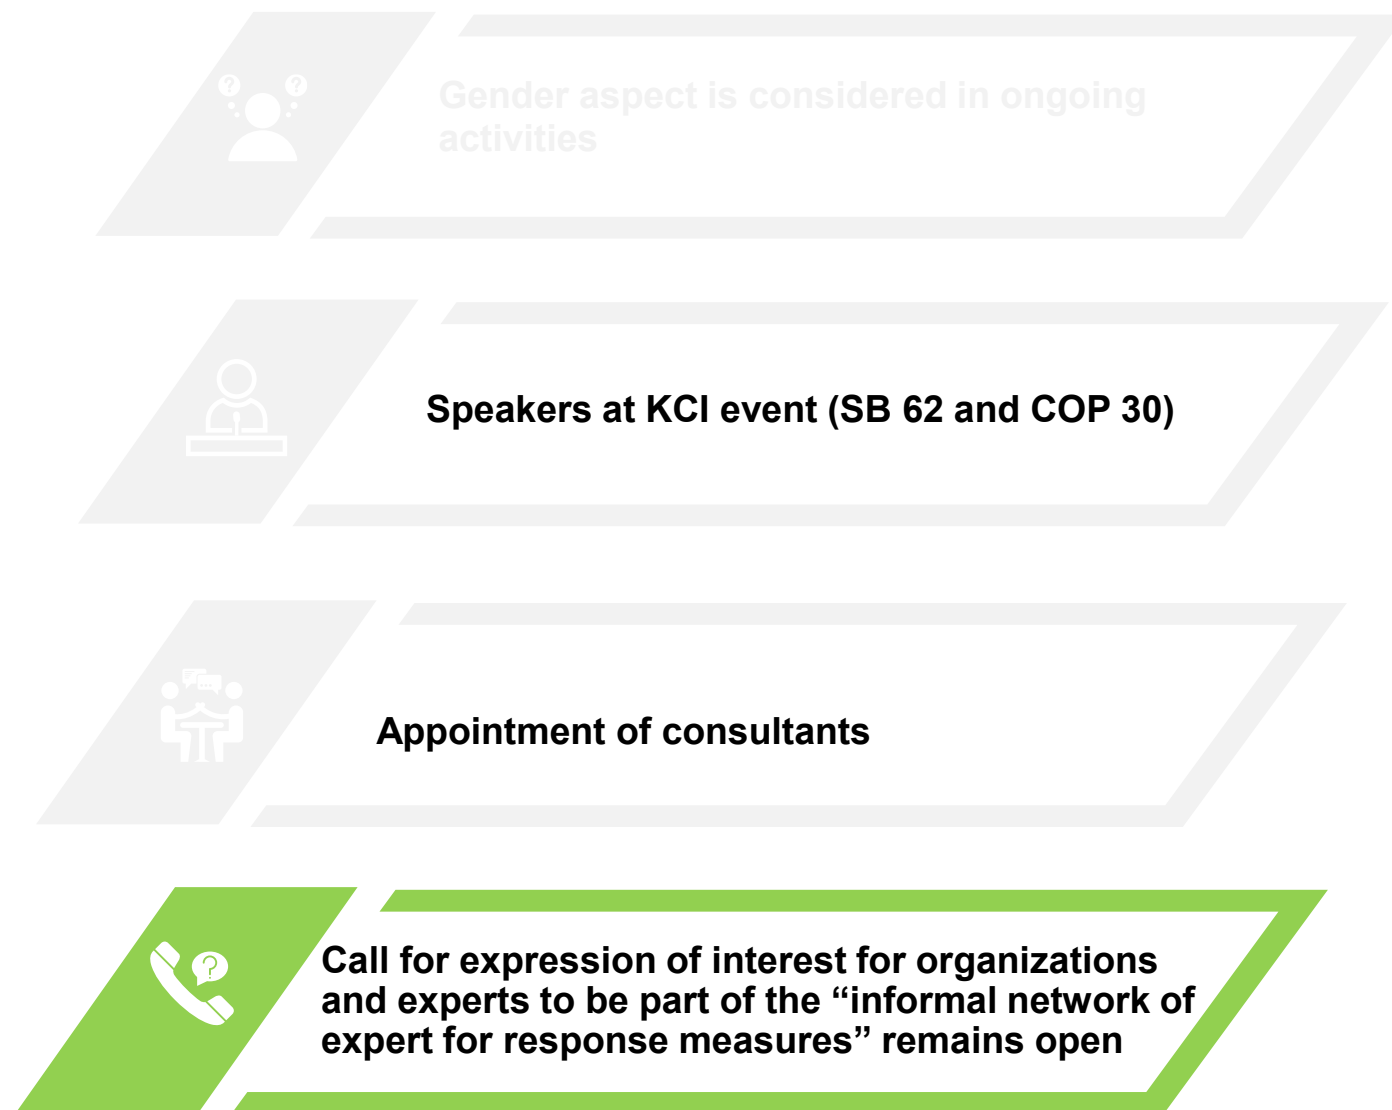 Gender aspect is considered in ongoing
activities
Speakers at KCI event (SB 62 and COP 30)
Appointment of consultants
Call for expression of interest for organizations
and experts to be part of the “informal network of
expert for response measures” remains open